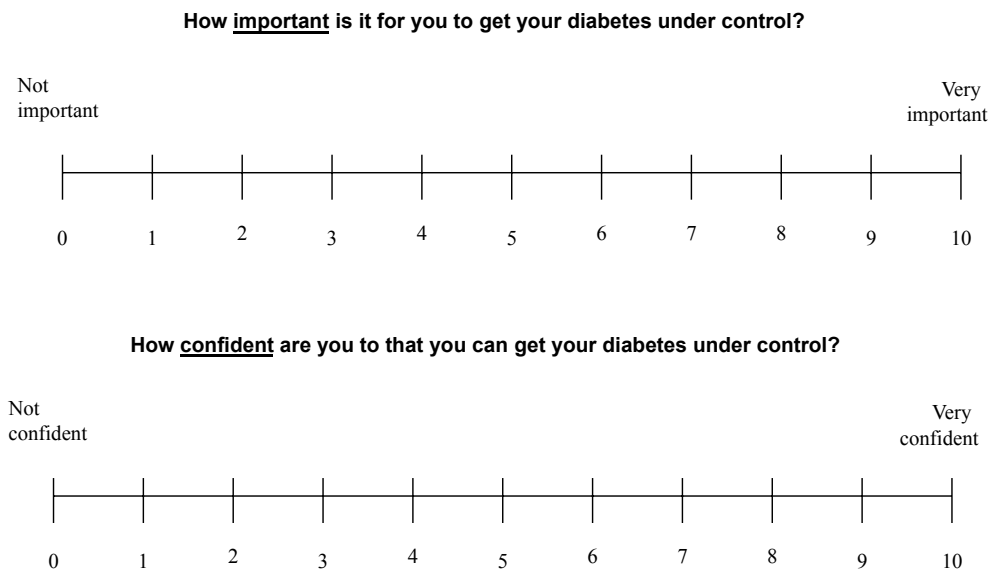 How important is it for you to get your diabetes under control?
Not
important
Very
important
0 1 2 3 4 5 6 7 8 9 10
How confident are you to that you can get your diabetes under control?
Not
confident
Very
confident
0 1 2 3 4 5 6 7 8 9 10